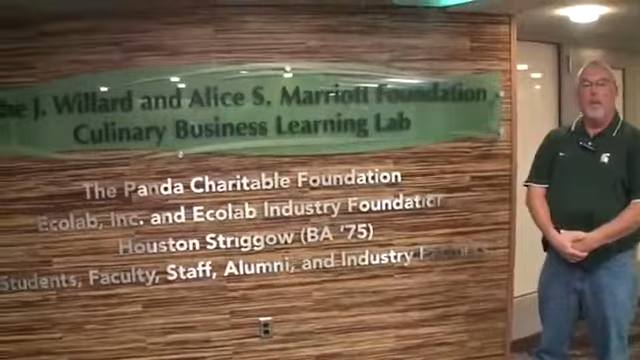 the J. Willard and Alice S. Marriott Foundation
Culinary Business Learning Lab
The Panda Charitable Foundation
Ecolab, Inc. and Ecolab Industry Foundation
Houston Striggow (BA '75)
Students, Faculty, Staff, Alumni, and Industry